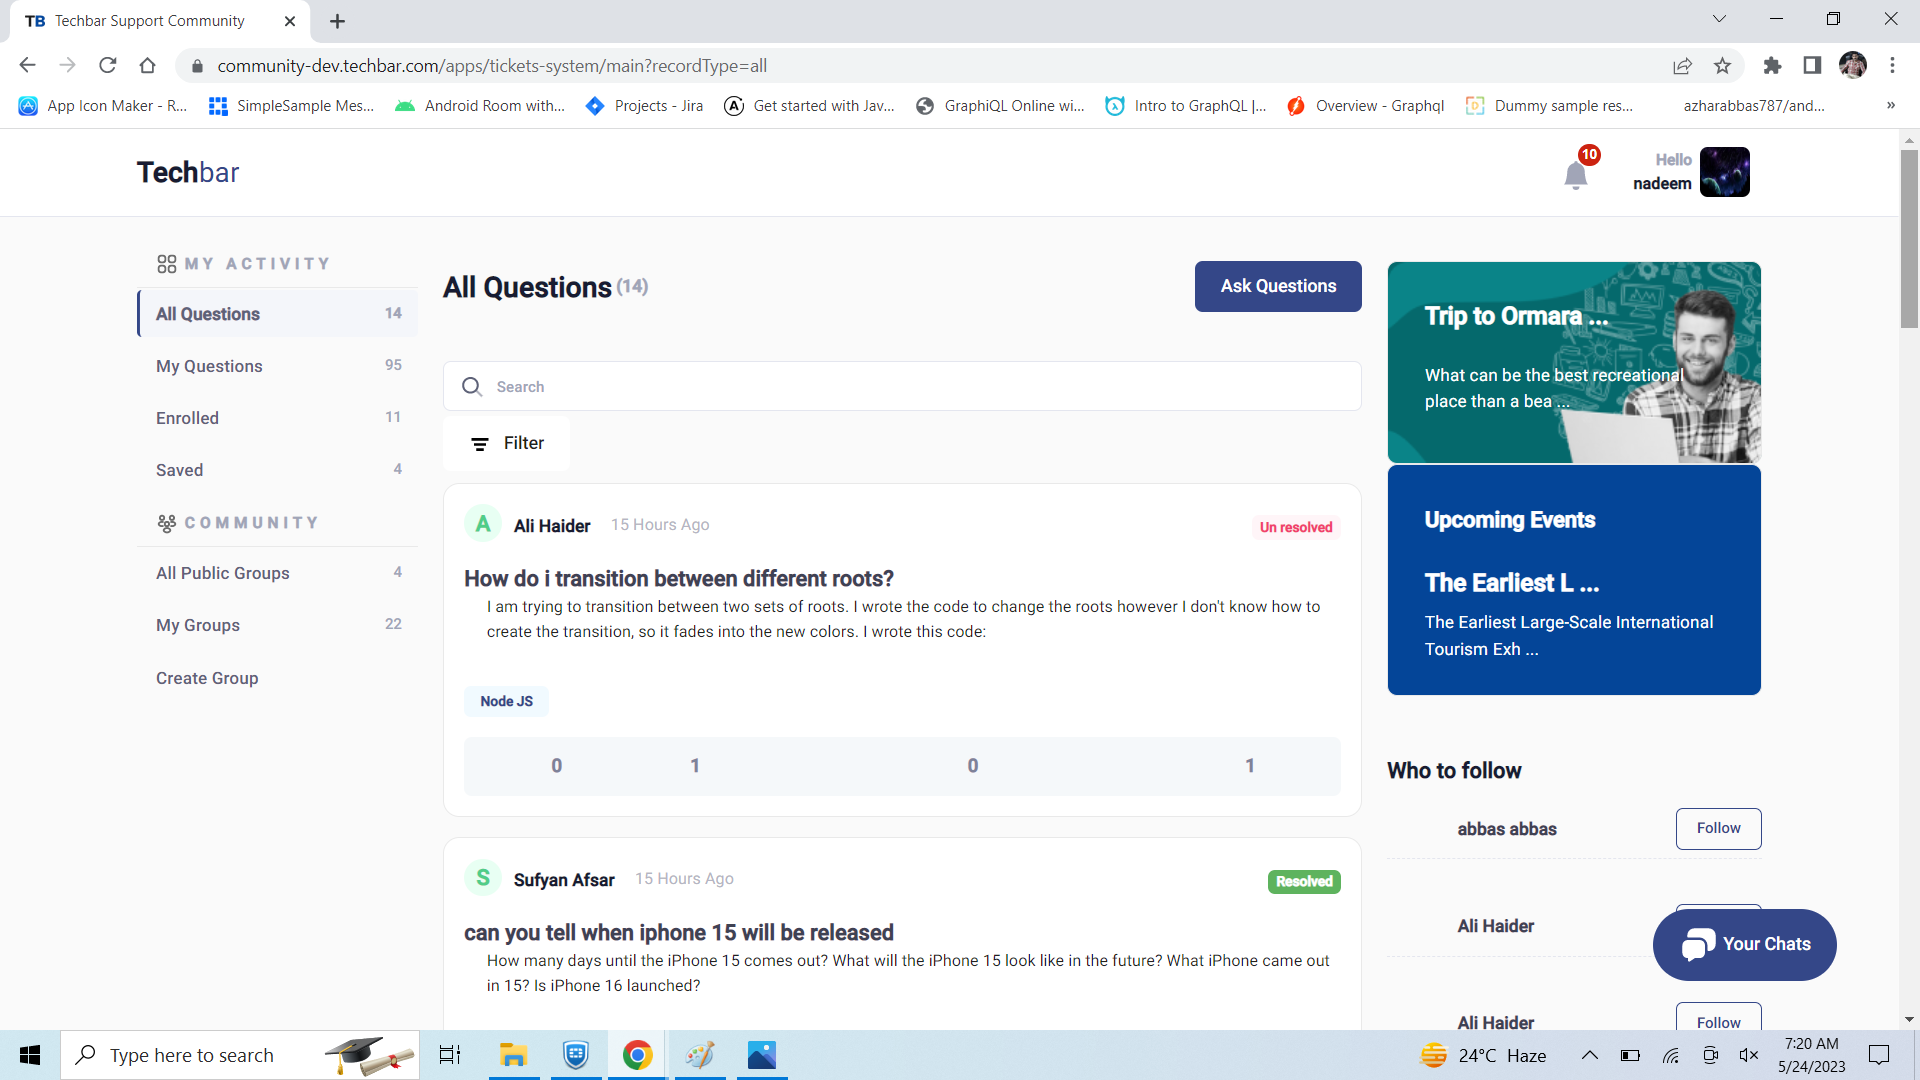 TB Techbar Support Community
community-dev.techbar.com/apps/tickets-system/main?recordType=all
App Icon Maker - R... SimpleSample Mes... Android Room with... Projects - Jira Get started with Jav... GraphiQL Online wi... Intro to GraphQL |... Overview - Graphql Dummy sample res... azharabbas787/and... »
Techbar
10
Hello
nadeem
MY ACTIVITY
All Questions 14
My Questions 95
Enrolled 11
Saved 4
COMMUNITY
All Public Groups 4
My Groups 22
Create Group
All Questions (14)
Ask Questions
Search
Filter
A Ali Haider 15 Hours Ago
Un resolved
How do i transition between different roots?
I am trying to transition between two sets of roots. I wrote the code to change the roots however I don't know how to
create the transition, so it fades into the new colors. I wrote this code:
Node JS
0 1 0 1
S Sufyan Afsar 15 Hours Ago
Resolved
can you tell when iphone 15 will be released
How many days until the iPhone 15 comes out? What will the iPhone 15 look like in the future? What iPhone came out
in 15? Is iPhone 16 launched?
Trip to Ormara ...
What can be the best recreational
place than a bea ...
Upcoming Events
The Earliest L ...
The Earliest Large-Scale International
Tourism Exh ...
Who to follow
abbas abbas Follow
Ali Haider
Your Chats
Ali Haider Follow
Type here to search
24°C Haze
7:20 AM
5/24/2023